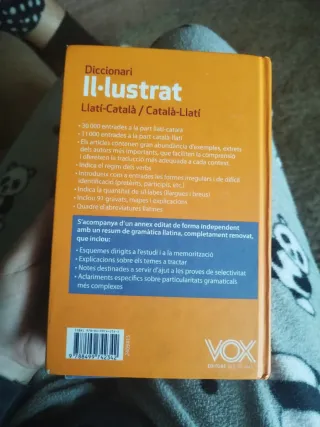 Diccionari
Il·lustrat
Llatí-Català / Català-Llatí
• 20 000 entrades a la part llatí-català
• 11 000 entrades a la part català-llatí
• Els articles contenen gran abundància d'exemples, extrets
dels autors més importants, que faciliten la comprensió
i ofereixen la traducció més adequada a cada context
• Indica el règim dels verbs
• Introdueix com a entrades les formes irregulars i de difícil
identificació (pretèrits, participis, etc.)
• Indica la quantitat de síl·labes (llargues i breus)
• Inclou 91 gravats, mapes i
• Quadre d'abreviatures llatines
S'acompanya d'un annex editat de forma independent
amb un resum de gramàtica llatina, completament renovat,
que inclou:
• Esquemes dirigits a l'estudi i a la memorització
• Explicacions sobre els temes a tractar
• Notes destinades a servir d'ajut a les proves de selectivitat
• Aclariments específics sobre particularitats gramaticals
més complexes
VOX